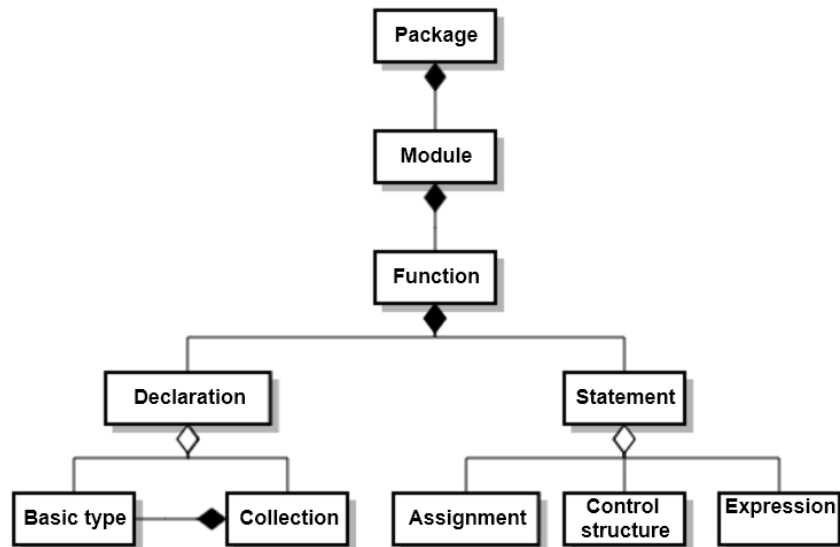 Package
Module
Function
Declaration
Statement
Basic type
Collection
Assignment
Control
structure
Expression